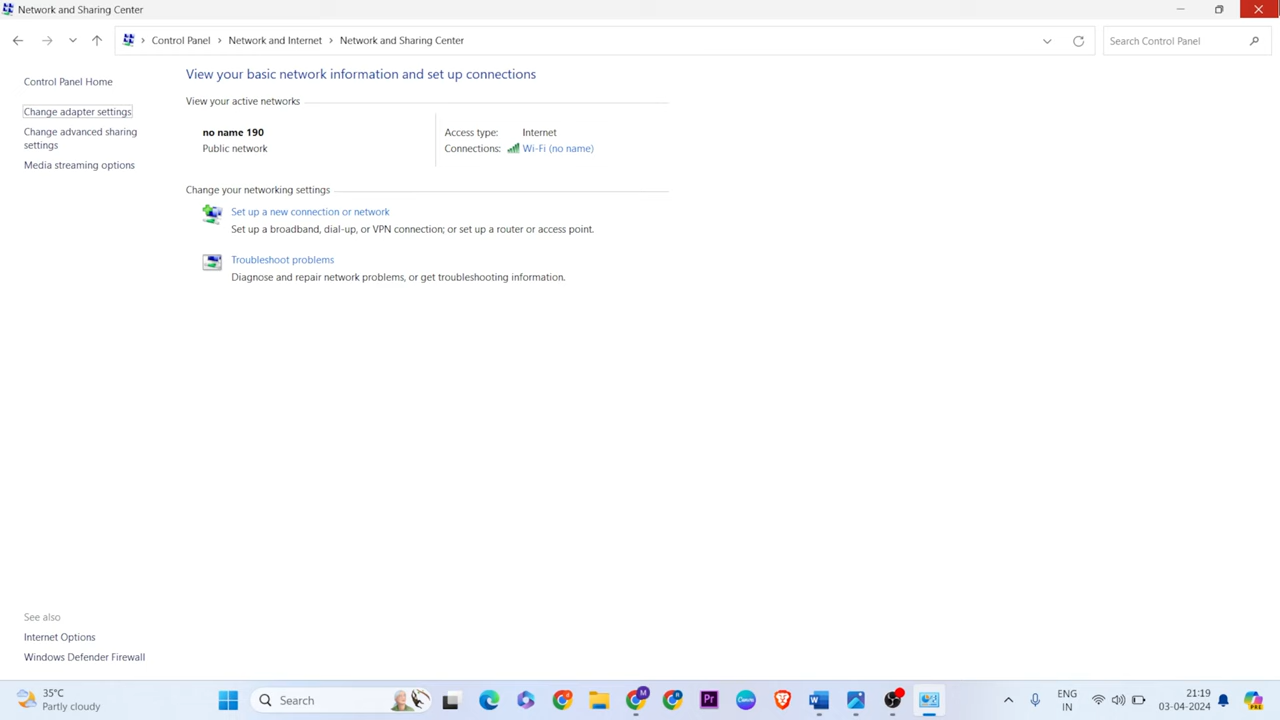 Network and Sharing Center
Control Panel > Network and Internet > Network and Sharing Center
Search Control Panel
Control Panel Home
Change adapter settings
Change advanced sharing
settings
Media streaming options
View your basic network information and set up connections
View your active networks
no name 190
Public network
Access type: Internet
Connections: Wi-Fi (no name)
Change your networking settings
Set up a new connection or network
Set up a broadband, dial-up, or VPN connection; or set up a router or access point.
Troubleshoot problems
Diagnose and repair network problems, or get troubleshooting information.
See also
Internet Options
Windows Defender Firewall
35°C
Partly cloudy
Search
M
R
Pr
Canva
W
ENG
IN
21:19
03-04-2024
PRE